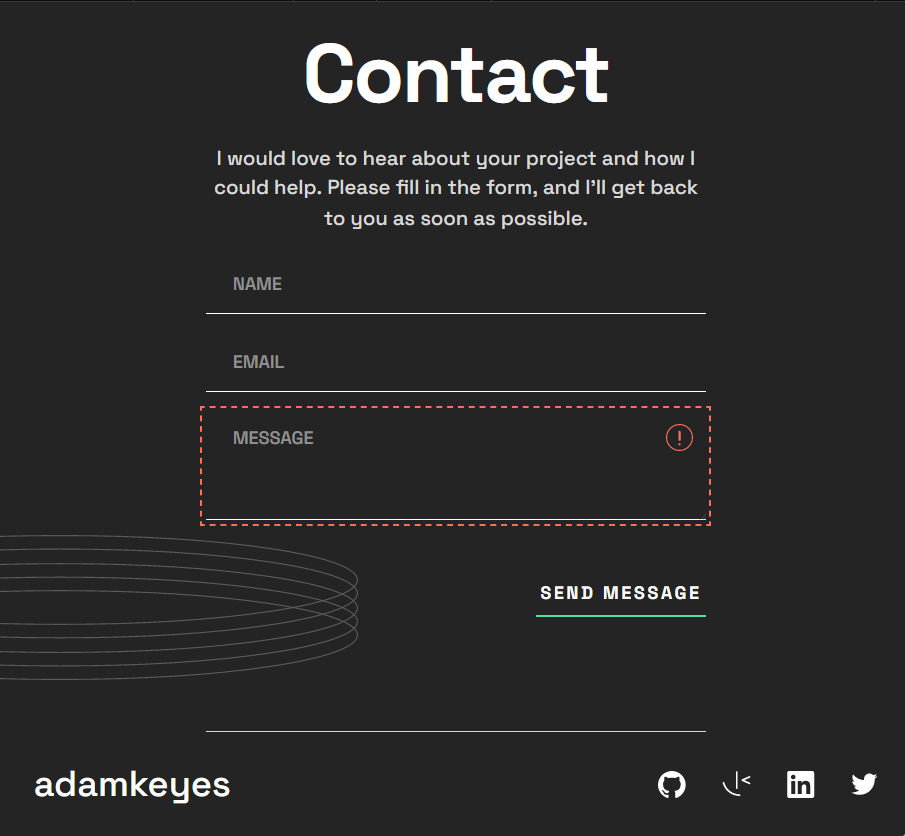 Contact
I would love to hear about your project and how I
could help. Please fill in the form, and I'll get back
to you as soon as possible.
NAME
EMAIL
MESSAGE
!
SEND MESSAGE
adamkeyes
in